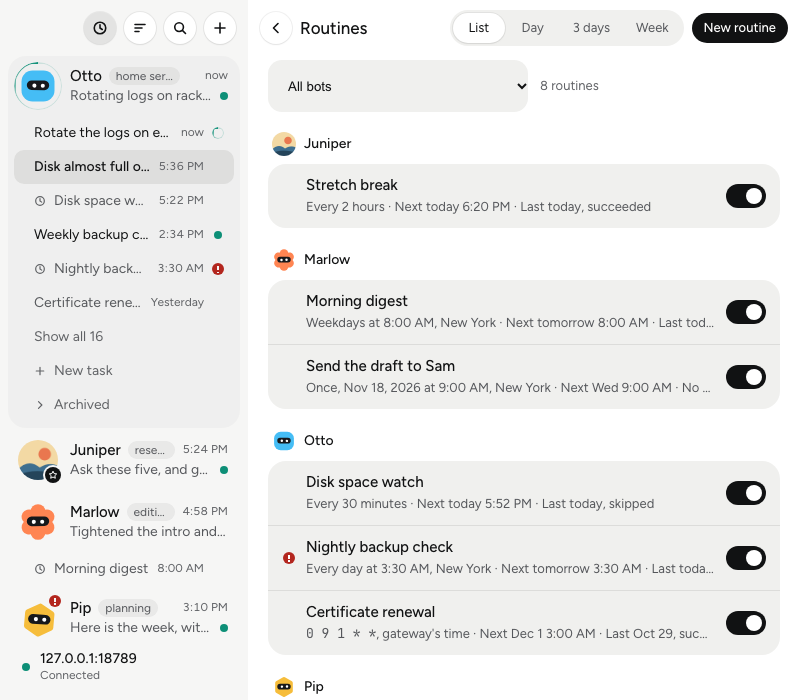 Otto home ser... now
Rotating logs on rack...
Rotate the logs on e... now
Disk almost full o... 5:36 PM
Disk space w... 5:22 PM
Weekly backup c... 2:34 PM
Nightly back... 3:30 AM
Certificate rene... Yesterday
Show all 16
New task
Archived
Juniper rese... 5:24 PM
Ask these five, and g...
Marlow editi... 4:58 PM
Tightened the intro and...
Morning digest 8:00 AM
Pip planning 3:10 PM
Here is the week, wit...
127.0.0.1:18789
Connected
Routines
List Day 3 days Week
New routine
All bots
8 routines
Juniper
Stretch break
Every 2 hours · Next today 6:20 PM · Last today, succeeded
Marlow
Morning digest
Weekdays at 8:00 AM, New York · Next tomorrow 8:00 AM · Last tod...
Send the draft to Sam
Once, Nov 18, 2026 at 9:00 AM, New York · Next Wed 9:00 AM · No ...
Otto
Disk space watch
Every 30 minutes · Next today 5:52 PM · Last today, skipped
Nightly backup check
Every day at 3:30 AM, New York · Next tomorrow 3:30 AM · Last toda...
Certificate renewal
0 9 1 * *, gateway's time · Next Dec 1 3:00 AM · Last Oct 29, suc...
Pip